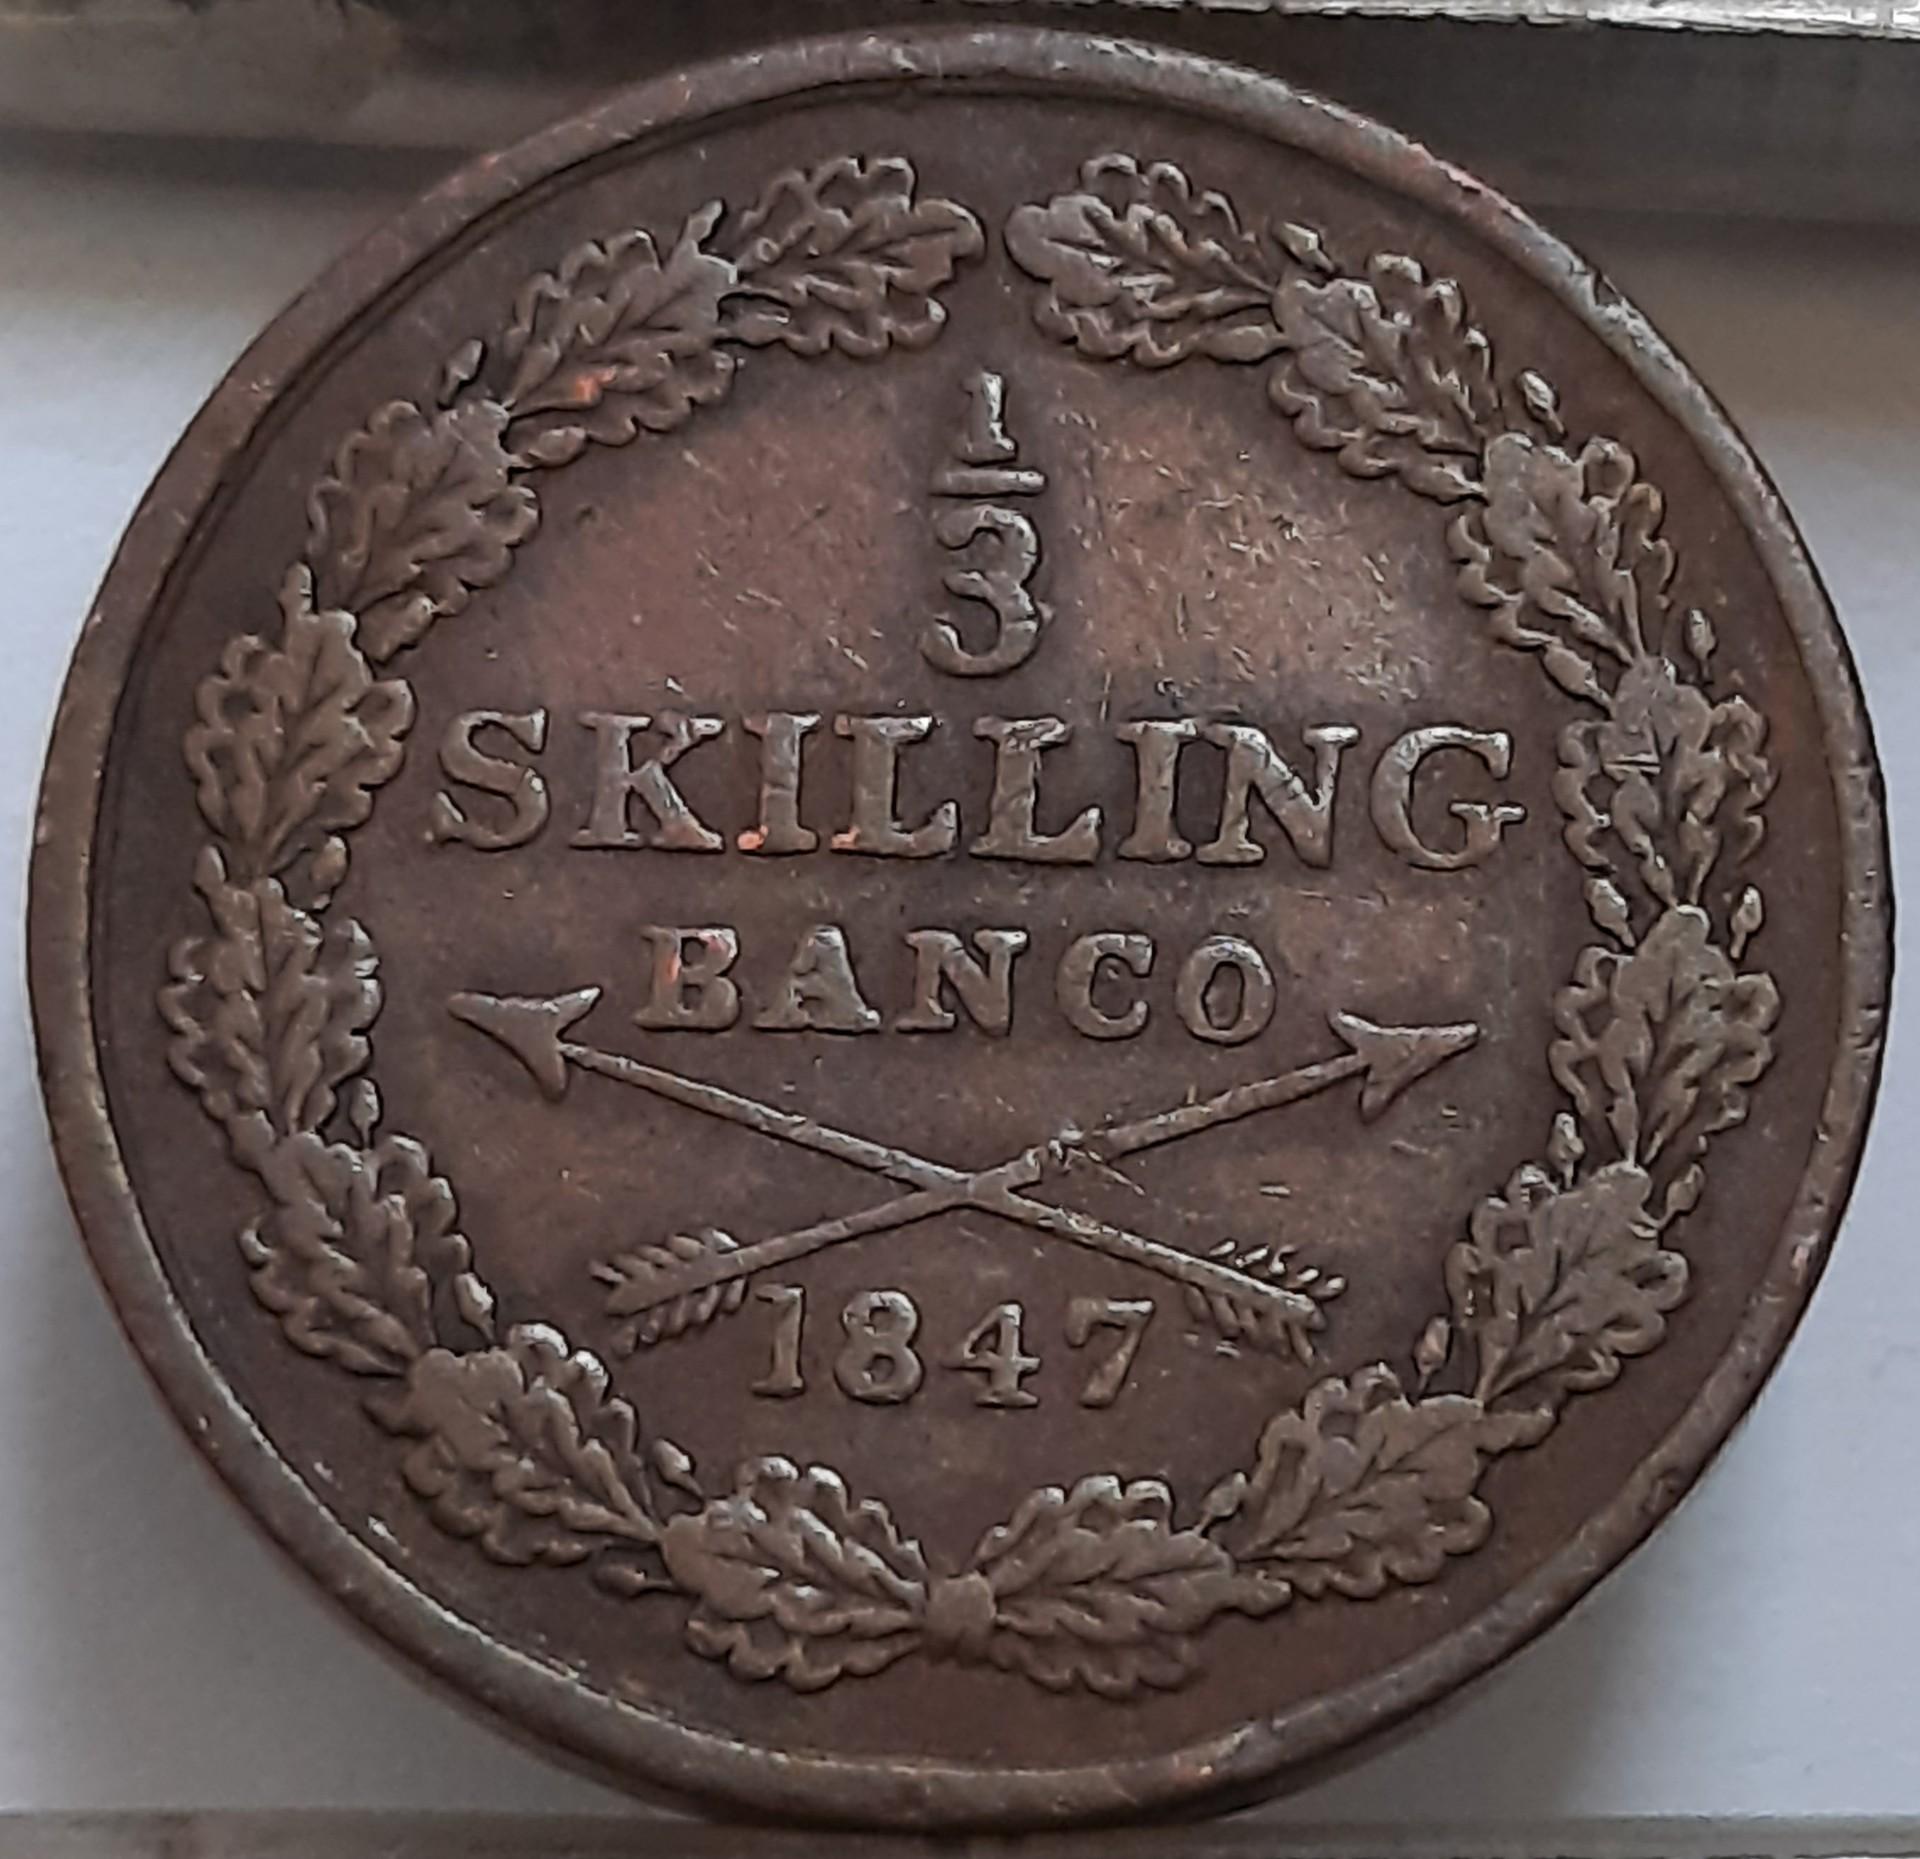 1/3
SKILLING
BANCO
1847